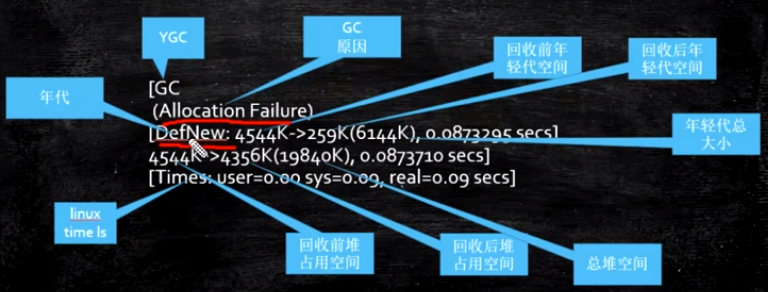 YGC
GC
原因
回收前年
轻代空间
回收后年
轻代空间
年代
[GC
(Allocation Failure)
[DefNew: 4544K->259K(6144K), 0.0873295 secs]
年轻代总
大小
4544K->4356K(19840K), 0.0873710 secs]
[Times: user=0.00 sys=0.09, real=0.09 secs]
linux
time ls
回收前堆
占用空间
回收后堆
占用空间
总堆空间